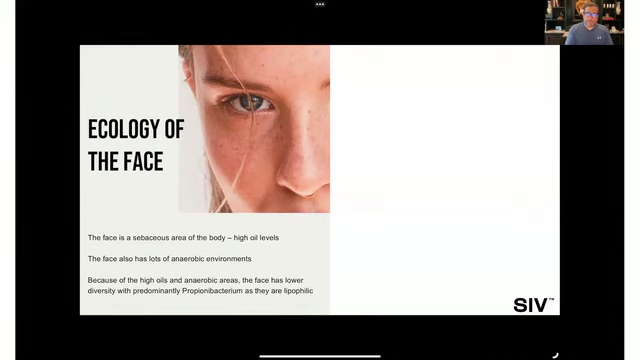 ECOLOGY OF
THE FACE
The face is a sebaceous area of the body – high oil levels
The face also has lots of anaerobic environments
Because of the high oils and anaerobic areas, the face has lower
diversity with predominantly Propionibacterium as they are lipophilic
SIV™